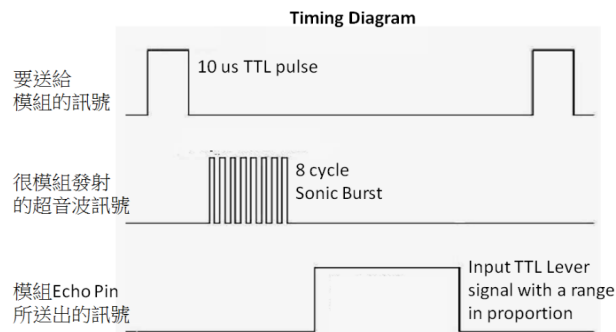 Timing Diagram
要送給
模組的訊號
10 us TTL pulse
很模組發射
的超音波訊號
8 cycle
Sonic Burst
模組Echo Pin
所送出的訊號
Input TTL Lever
signal with a range
in proportion